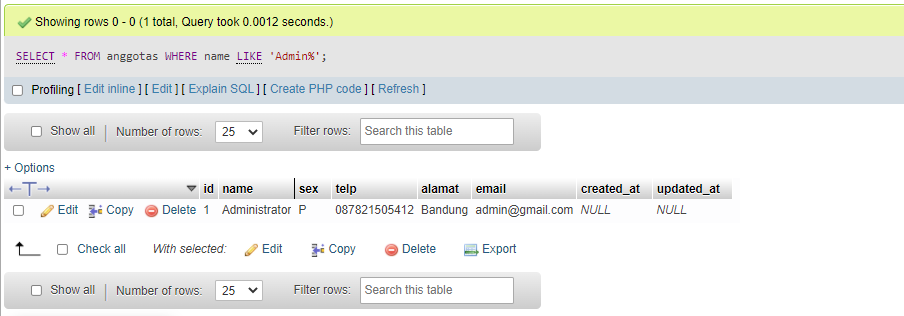 Showing rows 0 - 0 (1 total, Query took 0.0012 seconds.)
SELECT * FROM anggotas WHERE name LIKE 'Admin%';
Profiling [ Edit inline ] [ Edit ] [ Explain SQL ] [ Create PHP code ] [ Refresh ]
Show all Number of rows: 25 Filter rows: Search this table
+ Options
id name sex telp alamat email created_at updated_at
Edit Copy Delete 1 Administrator P 087821505412 Bandung admin@gmail.com NULL NULL
Check all With selected: Edit Copy Delete Export
Show all Number of rows: 25 Filter rows: Search this table